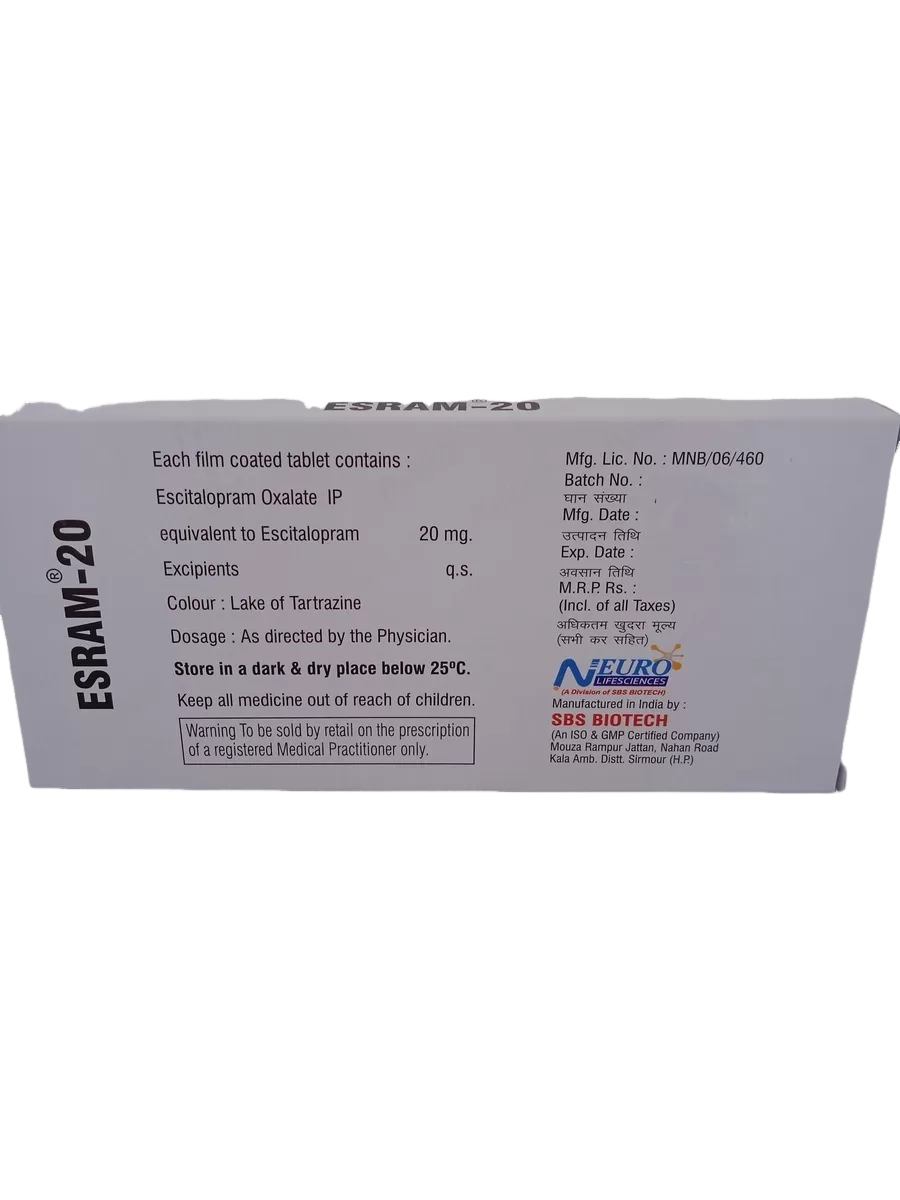 ESRAM®-20
ESRAM®-20
Each film coated tablet contains :
Escitalopram Oxalate IP
equivalent to Escitalopram 20 mg.
Excipients q.s.
Colour : Lake of Tartrazine
Dosage : As directed by the Physician.
Store in a dark & dry place below 25ºC.
Keep all medicine out of reach of children.
Warning To be sold by retail on the prescription
of a registered Medical Practitioner only.
Mfg. Lic. No. : MNB/06/460
Batch No. :
घान संख्या
Mfg. Date :
उत्पादन तिथि
Exp. Date :
अवसान तिथि
M.R.P. Rs. :
(Incl. of all Taxes)
अधिकतम खुदरा मूल्य
(सभी कर सहित)
NEURO
LIFESCIENCES
(A Division of SBS BIOTECH)
Manufactured in India by :
SBS BIOTECH
(An ISO & GMP Certified Company)
Mouza Rampur Jattan, Nahan Road
Kala Amb. Distt. Sirmour (H.P.)